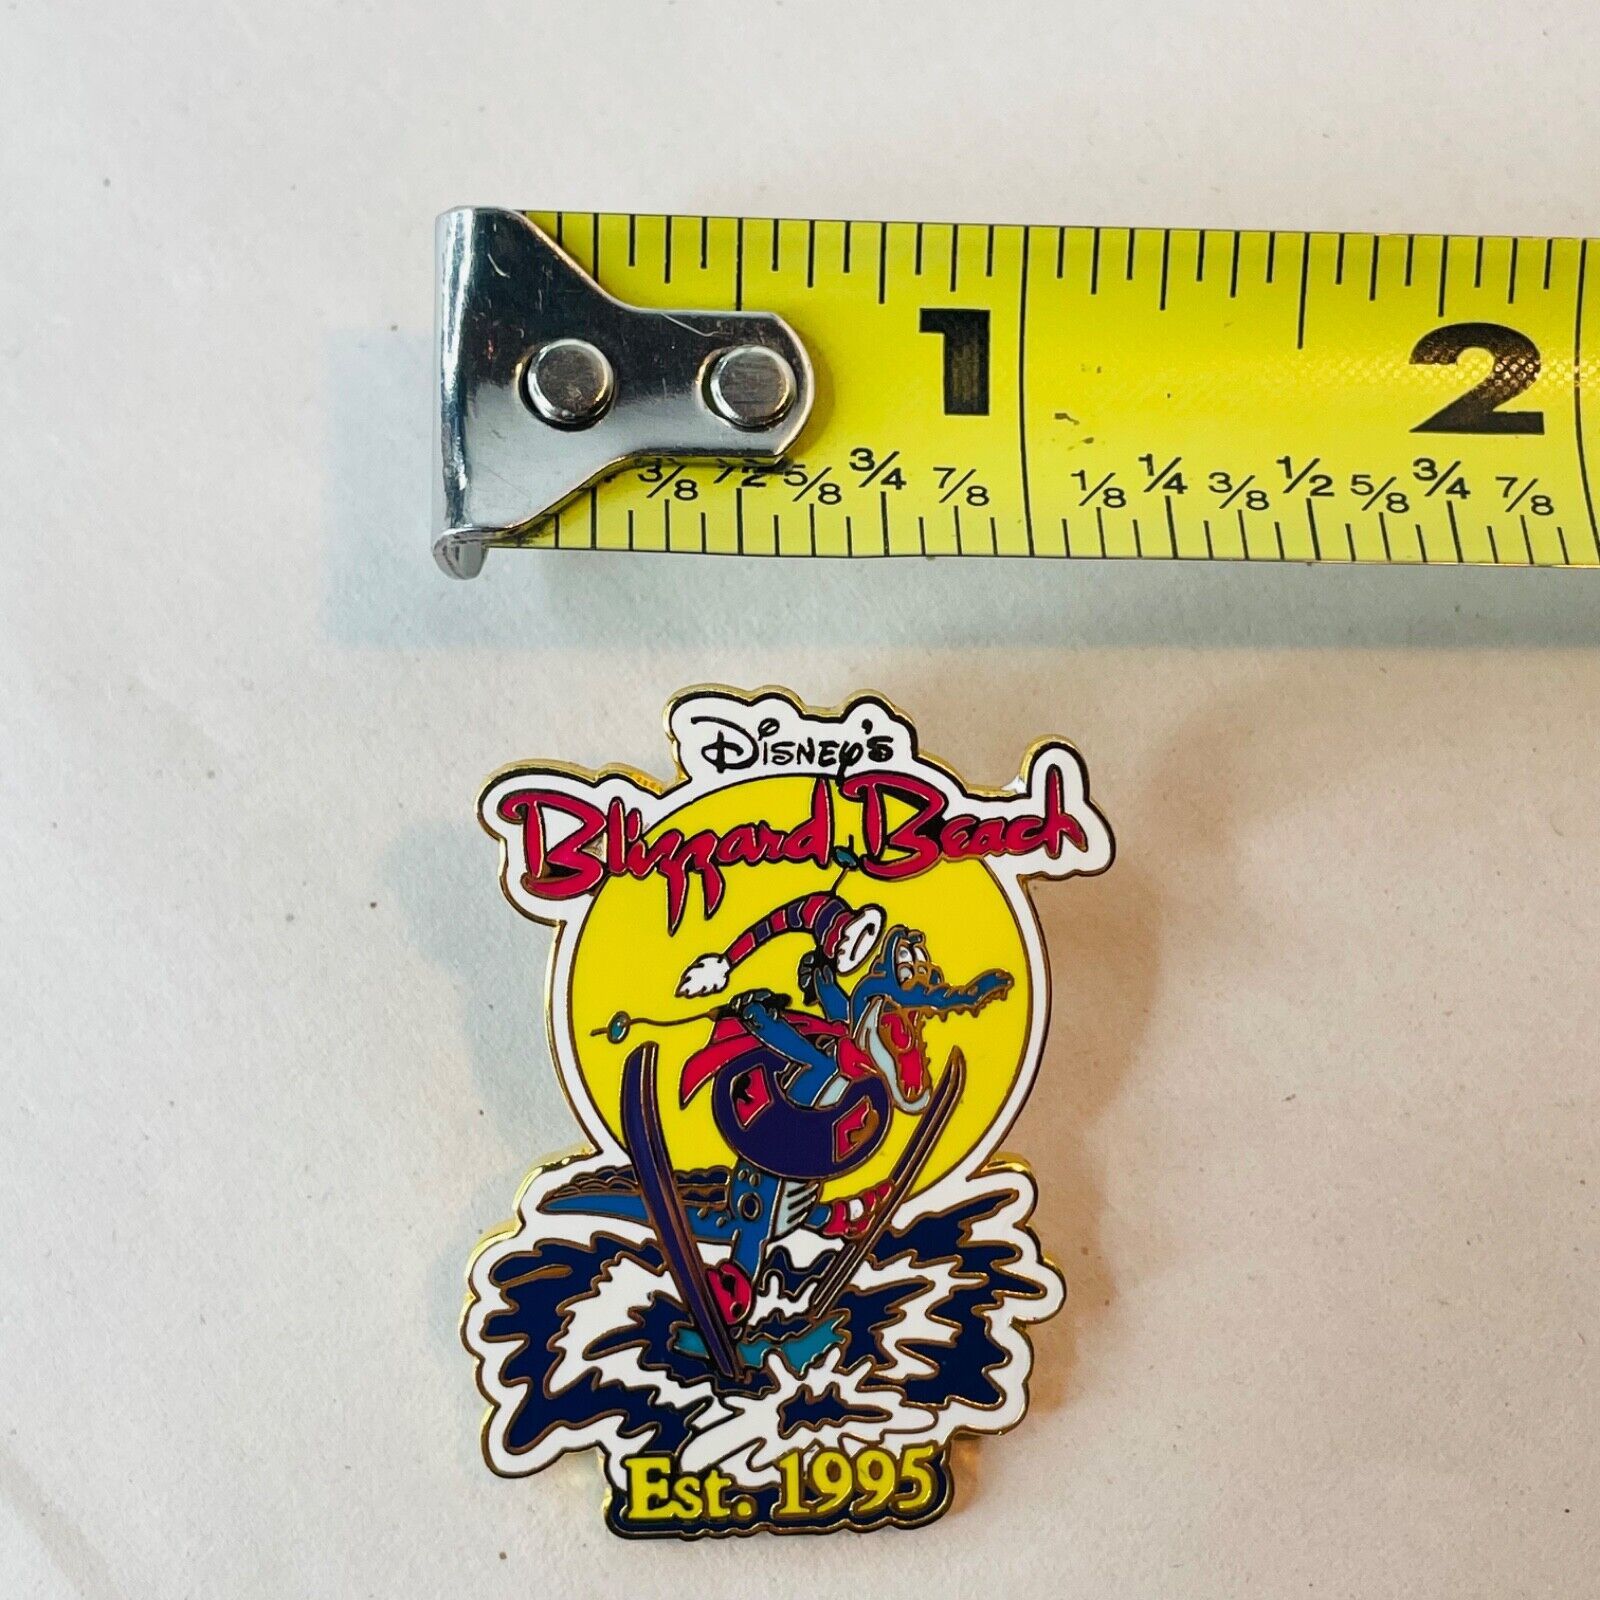 1 2
3/8 1/2 5/8 3/4 7/8 1/8 1/4 3/8 1/2 5/8 3/4 7/8
DISNEY'S
Blizzard Beach
Est. 1995